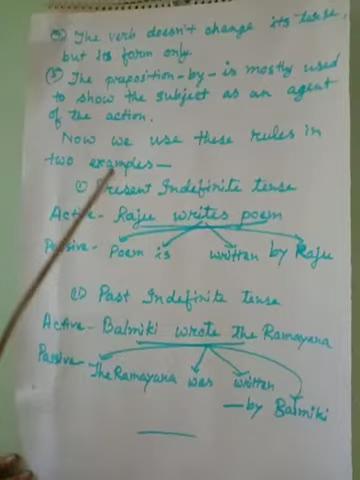 (4) The verb doesn't change its tense,
but its form only.
(5) The preposition-by-is mostly used
to show the subject as an agent
of the action.
Now we use these rules in
two examples—
(i) Present Indefinite tense
Active- Raju writes poem
Passive- Poem is written by Raju
(ii) Past Indefinite tense
Active- Balmiki wrote the Ramayana
Passive- The Ramayana was written
— by Balmiki